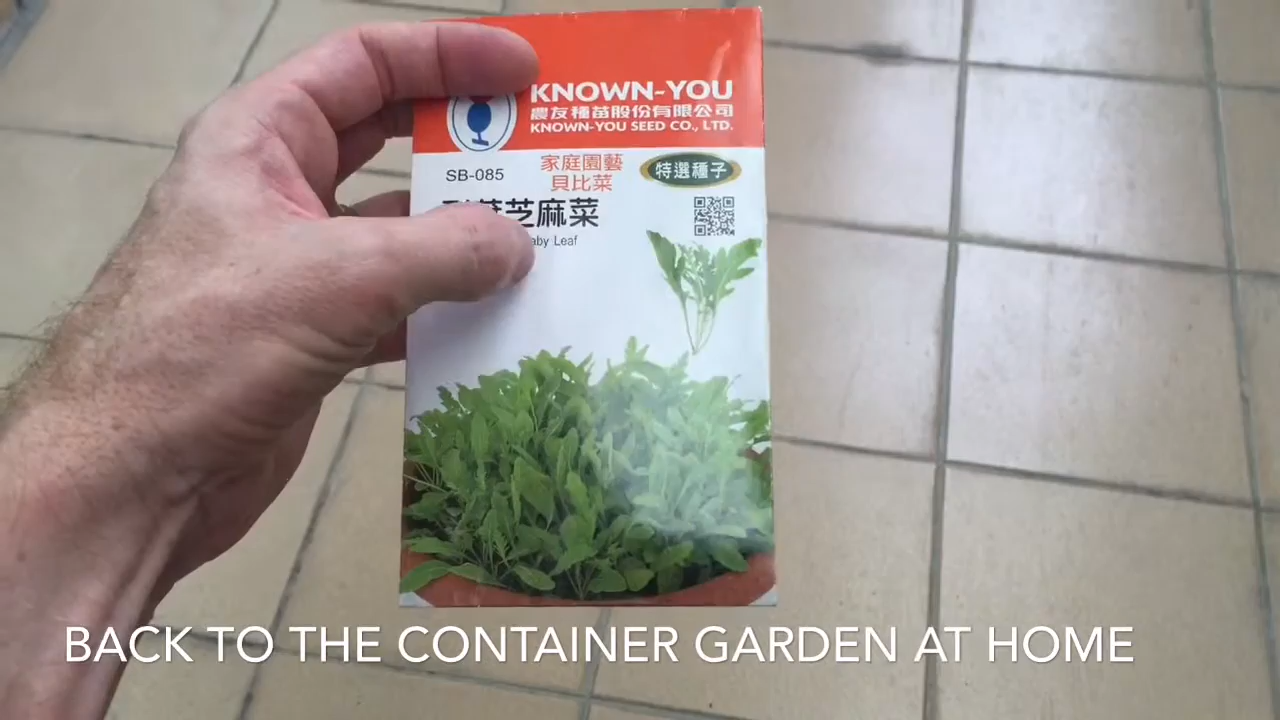 KNOWN-YOU
農友種苗股份有限公司
KNOWN-YOU SEED CO., LTD.
SB-085
家庭園藝
貝比菜
特選種子
芝麻菜
Leaf
BACK TO THE CONTAINER GARDEN AT HOME